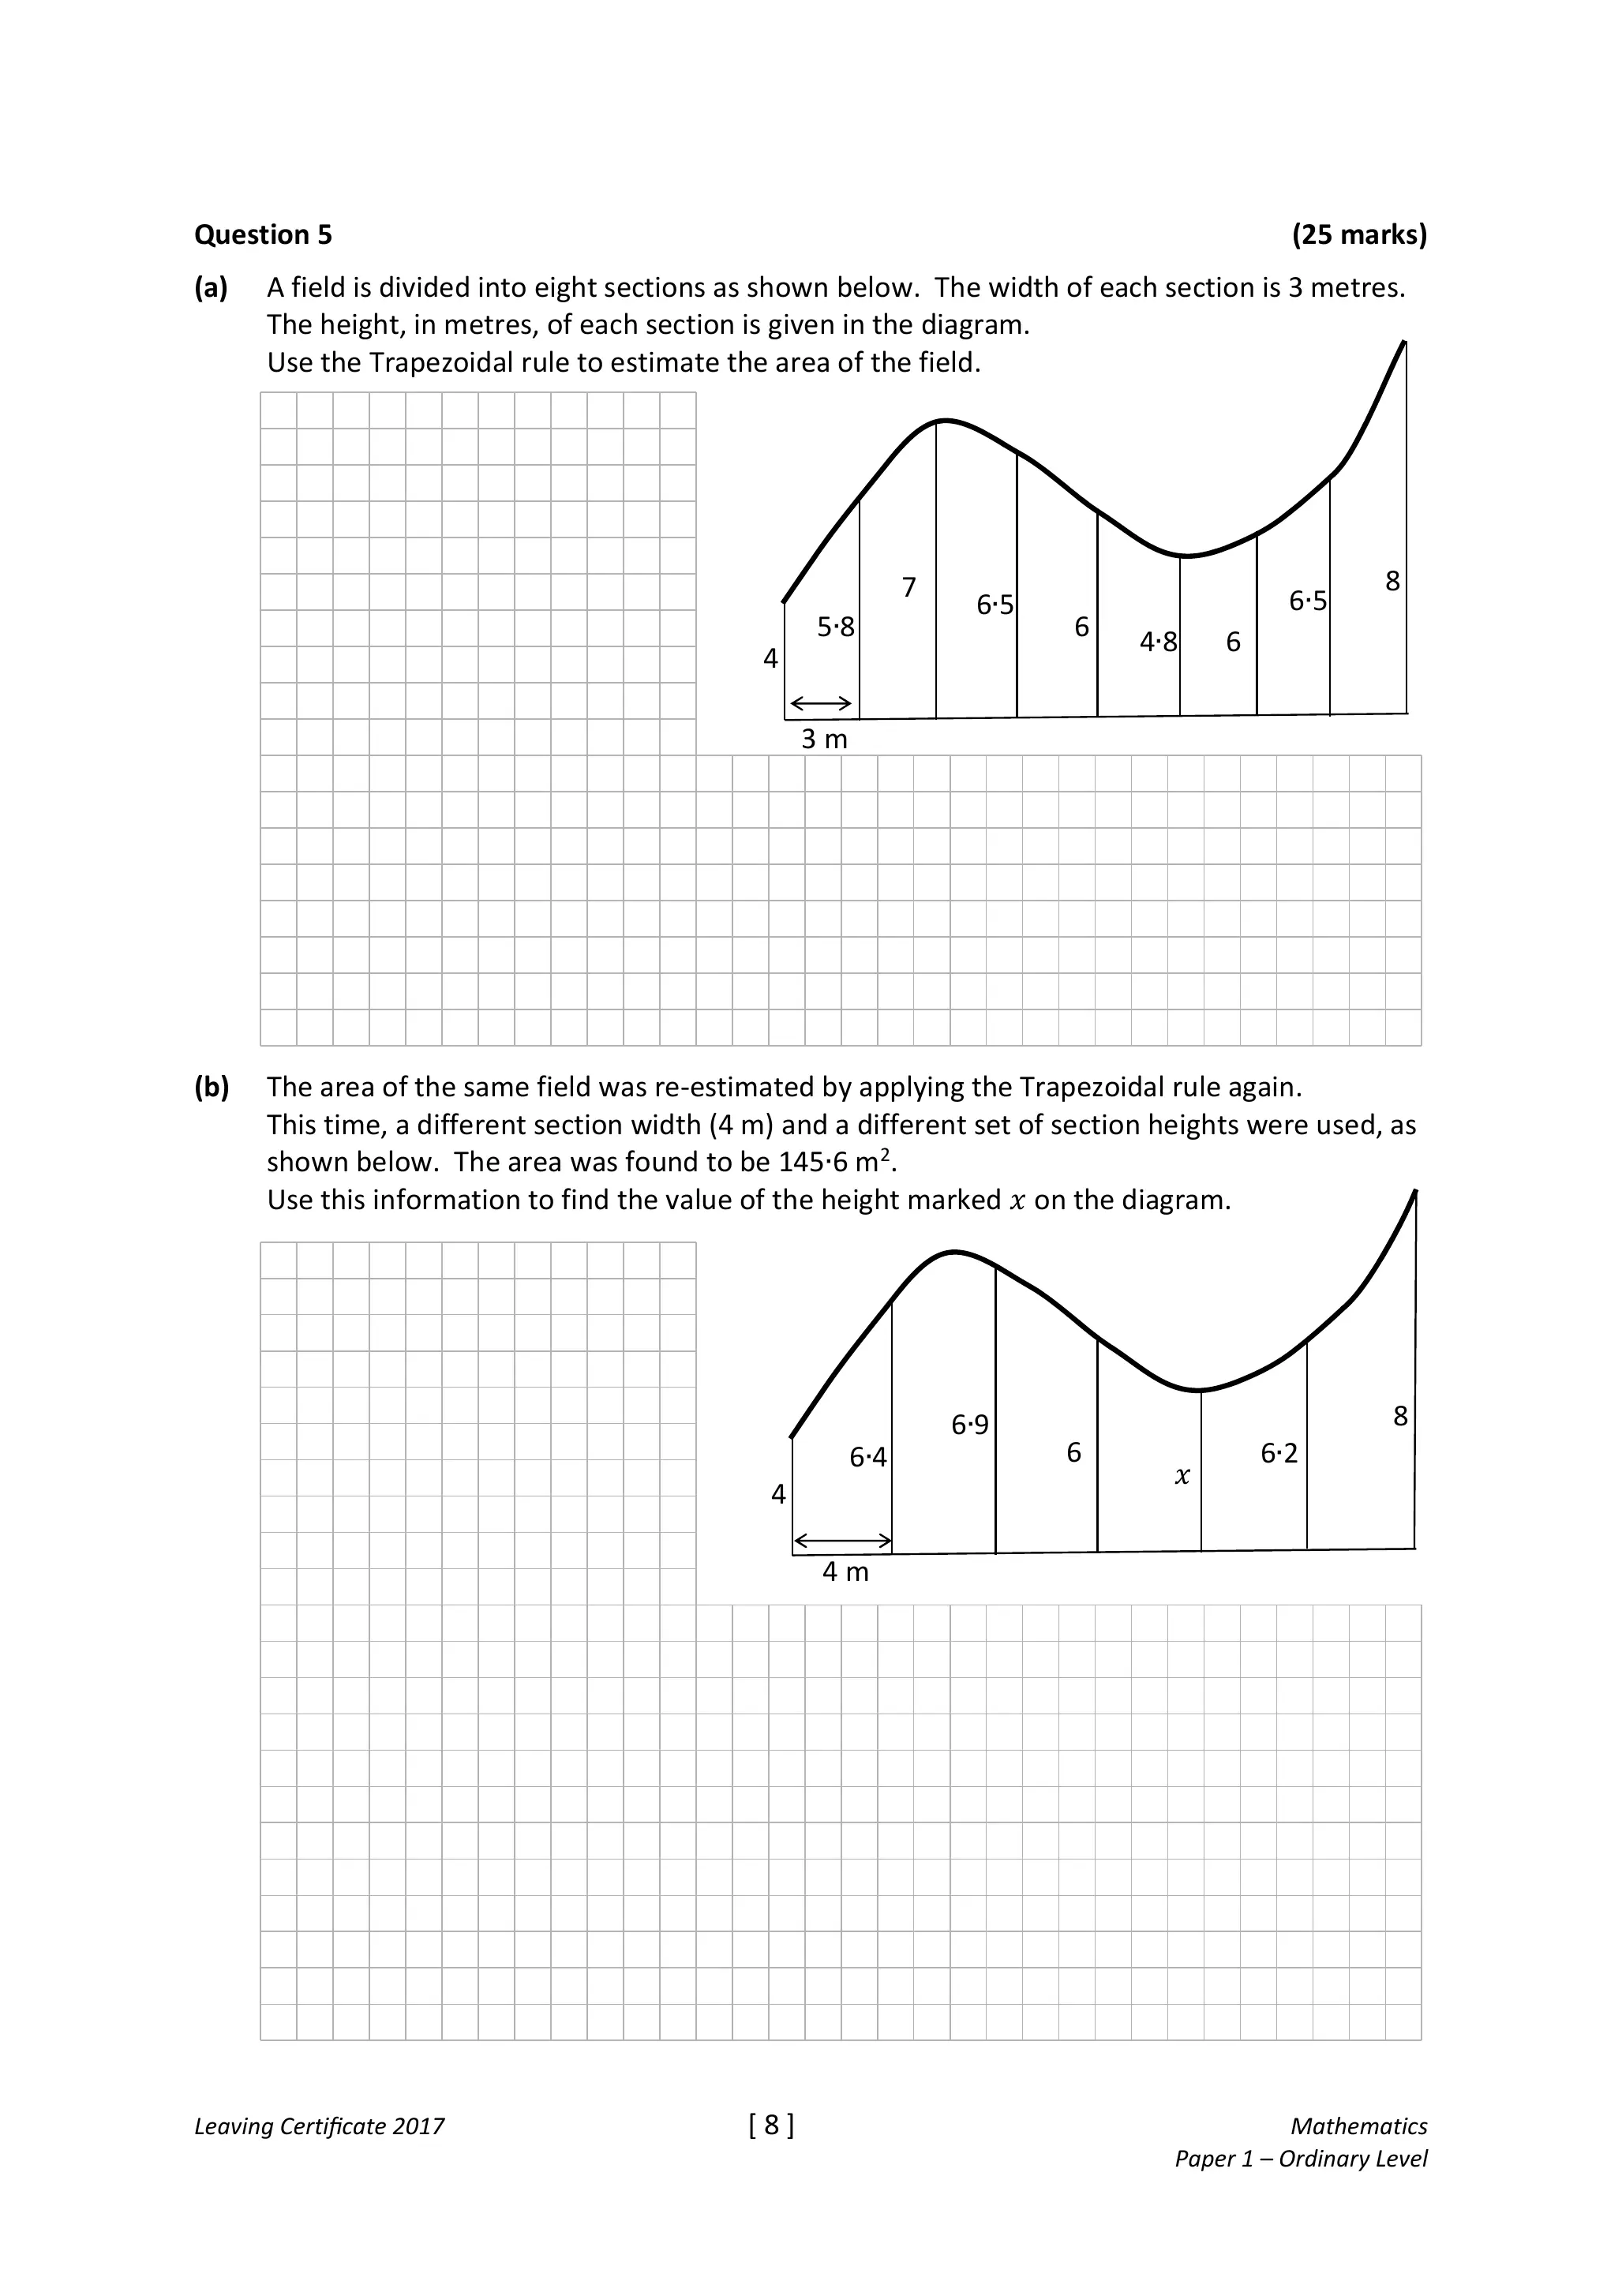 Question 5 (25 marks)
(a) A field is divided into eight sections as shown below. The width of each section is 3 metres.
The height, in metres, of each section is given in the diagram.
Use the Trapezoidal rule to estimate the area of the field.
4
5·8
7
6·5
6
4·8
6
6·5
8
3 m
(b) The area of the same field was re-estimated by applying the Trapezoidal rule again.
This time, a different section width (4 m) and a different set of section heights were used, as
shown below. The area was found to be 145·6 m².
Use this information to find the value of the height marked 𝑥 on the diagram.
4
6·4
6·9
6
𝑥
6·2
8
4 m
Leaving Certificate 2017 [ 8 ] Mathematics
Paper 1 – Ordinary Level